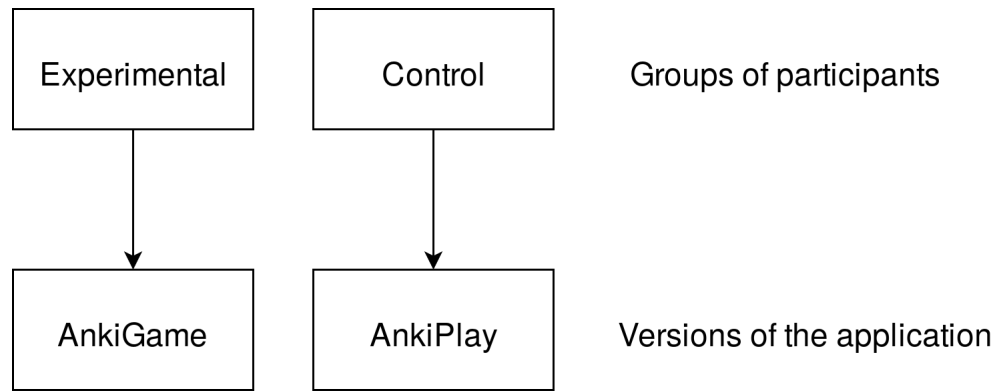 Experimental
Control
Groups of participants
AnkiGame
AnkiPlay
Versions of the application